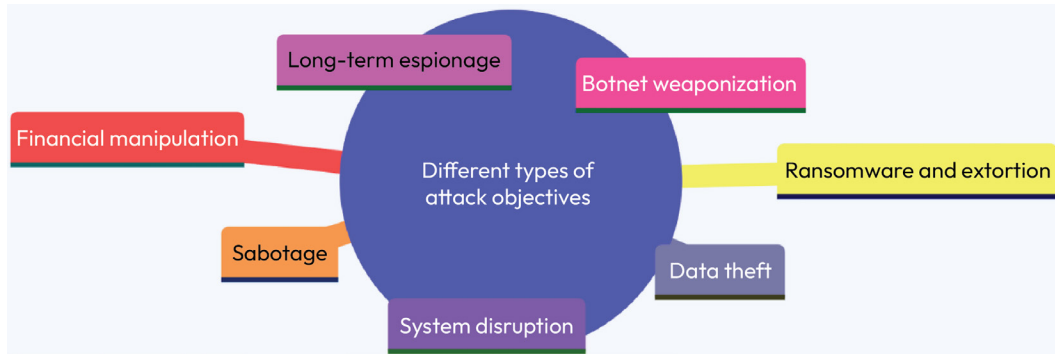 Long-term espionage
Botnet weaponization
Financial manipulation
Different types of
attack objectives
Ransomware and extortion
Sabotage
Data theft
System disruption